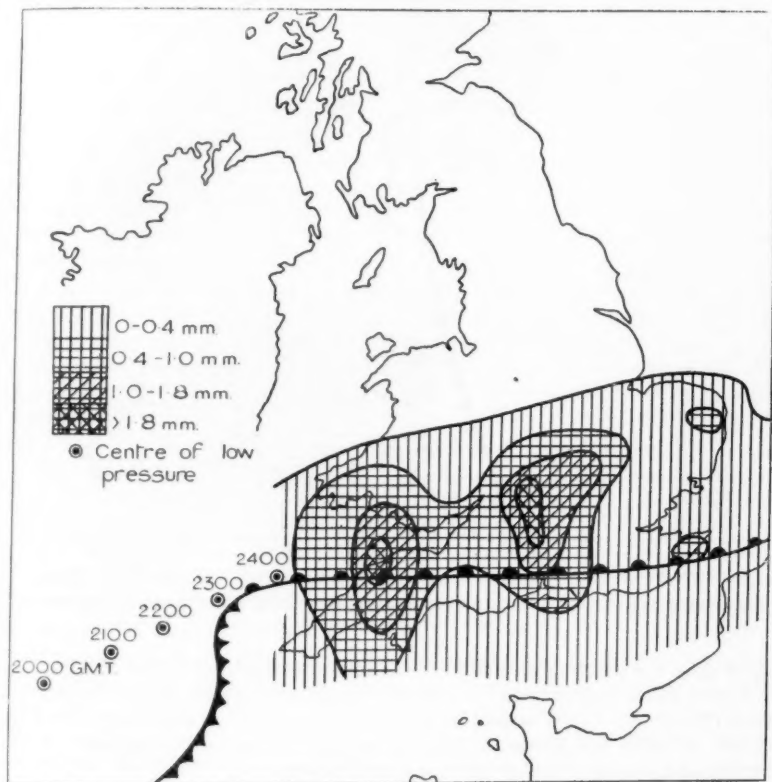 0-0.4 mm.
0.4-1.0 mm.
1.0-1.8 mm.
>1.8 mm.
Centre of low
pressure
2400
2300
2200
2100
2000 G.M.T.